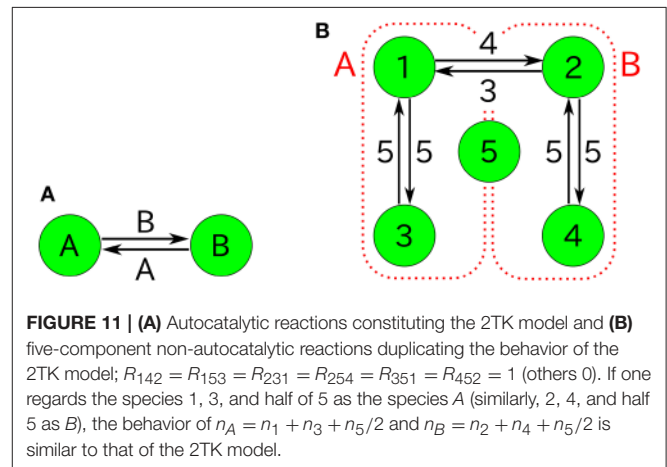 B
A
1
4
2
B
3
5
5
5
5
5
3
4
A
A
B
B
A
FIGURE 11 | (A) Autocatalytic reactions constituting the 2TK model and (B)
five-component non-autocatalytic reactions duplicating the behavior of the
2TK model; R₁₄₂ = R₁₅₃ = R₂₃₁ = R₂₅₄ = R₃₅₁ = R₄₅₂ = 1 (others 0). If one
regards the species 1, 3, and half of 5 as the species A (similarly, 2, 4, and half
5 as B), the behavior of n_A = n₁ + n₃ + n₅/2 and n_B = n₂ + n₄ + n₅/2 is
similar to that of the 2TK model.